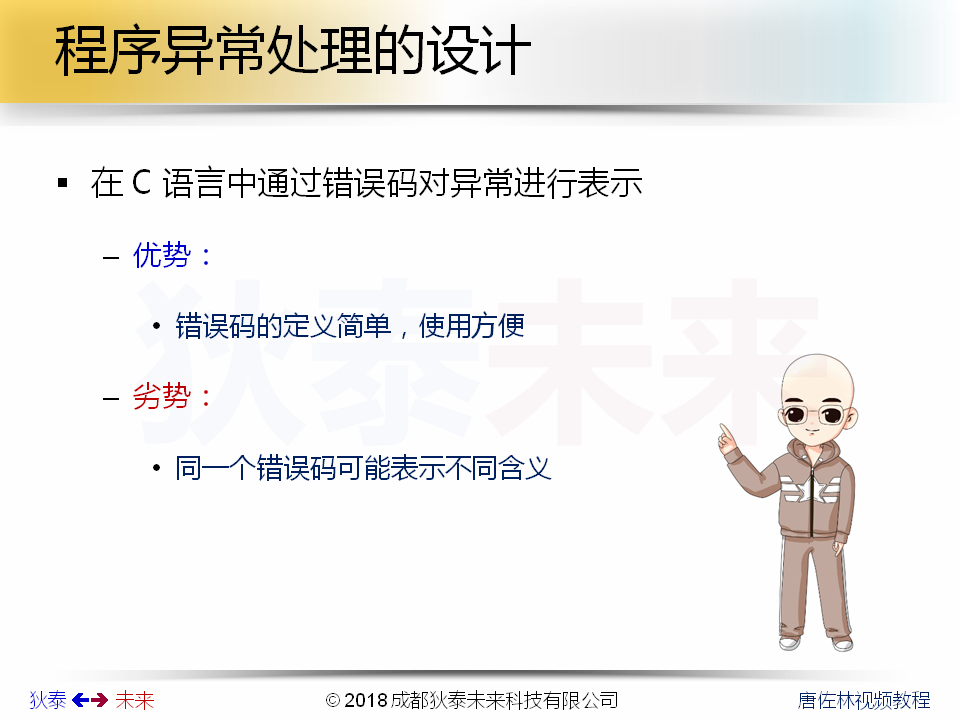 程序异常处理的设计
▪ 在 C 语言中通过错误码对异常进行表示
– 优势：
• 错误码的定义简单，使用方便
– 劣势：
• 同一个错误码可能表示不同含义
狄泰未来
狄泰 未来
© 2018 成都狄泰未来科技有限公司
唐佐林视频教程